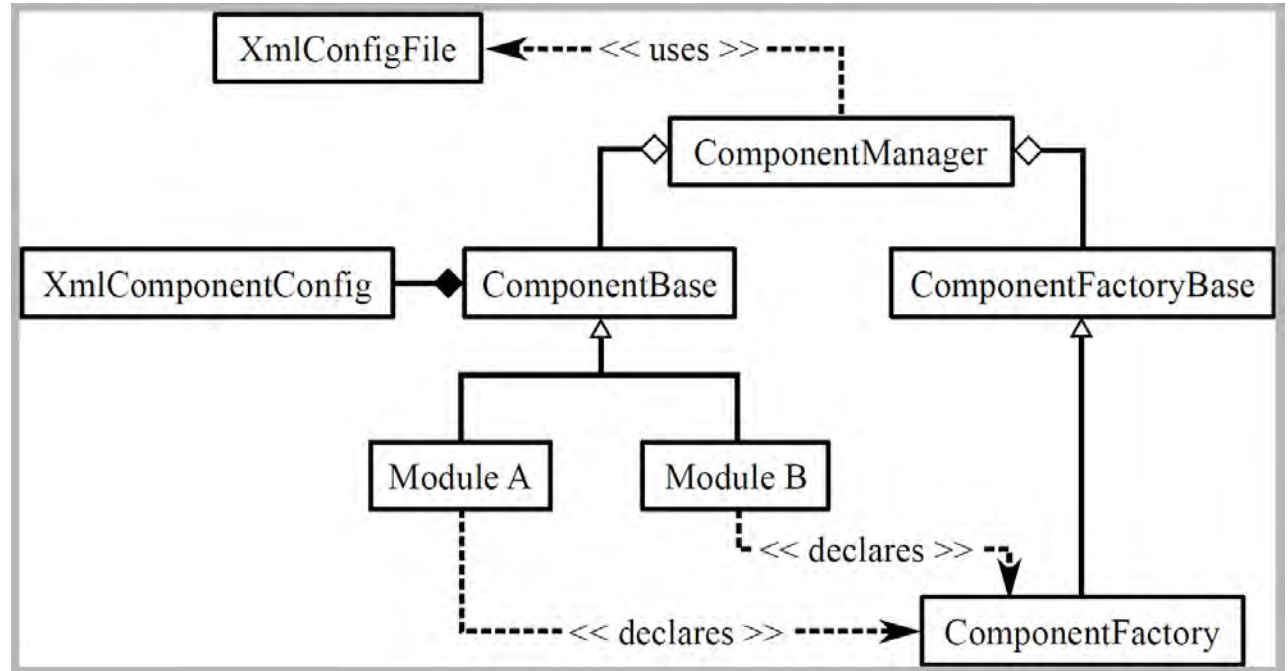 XmlConfigFile
<< uses >>
ComponentManager
XmlComponentConfig
ComponentBase
ComponentFactoryBase
Module A
Module B
<< declares >>
<< declares >>
ComponentFactory